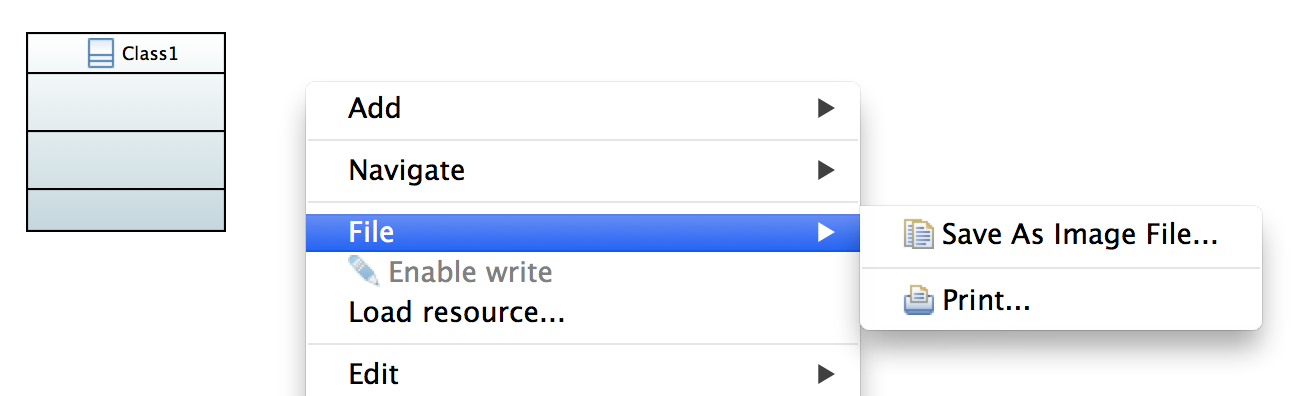 Class1
Add
Navigate
File
Save As Image File...
Enable write
Print...
Load resource...
Edit